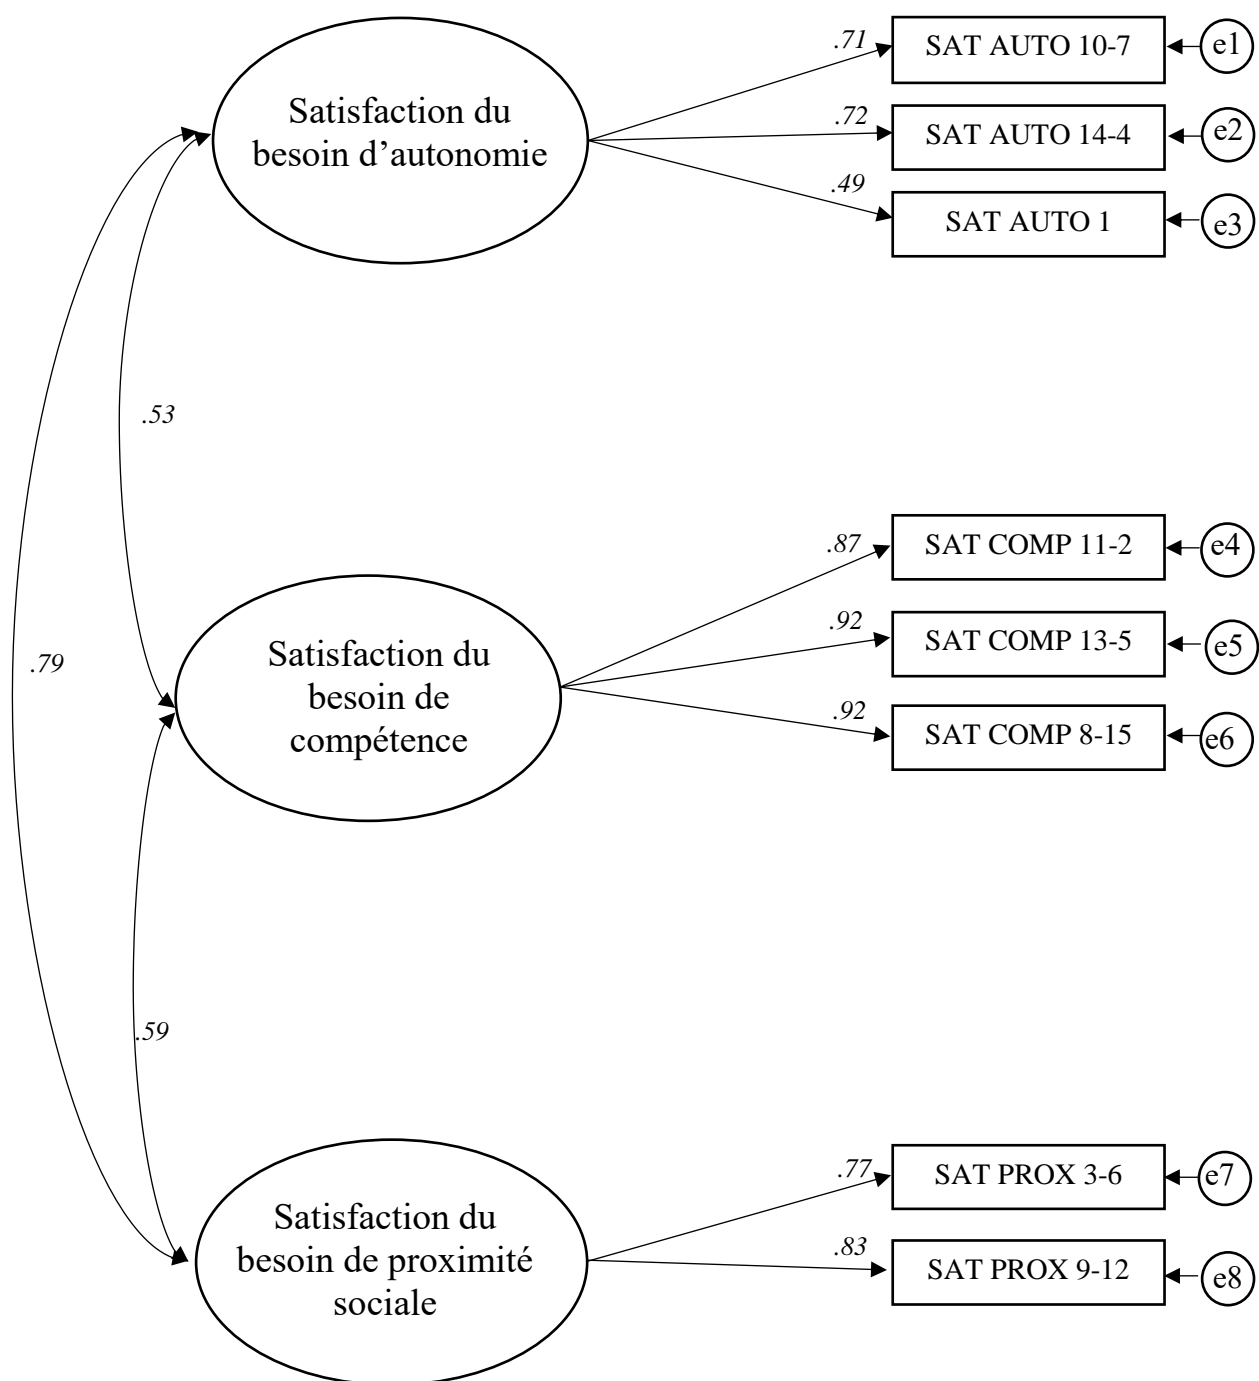 .71
SAT AUTO 10-7
e1
Satisfaction du
besoin d’autonomie
.72
SAT AUTO 14-4
e2
.49
SAT AUTO 1
e3
.53
.87
SAT COMP 11-2
e4
.79
Satisfaction du
besoin de
compétence
.92
SAT COMP 13-5
e5
.92
SAT COMP 8-15
e6
.59
.77
SAT PROX 3-6
e7
Satisfaction du
besoin de proximité
sociale
.83
SAT PROX 9-12
e8